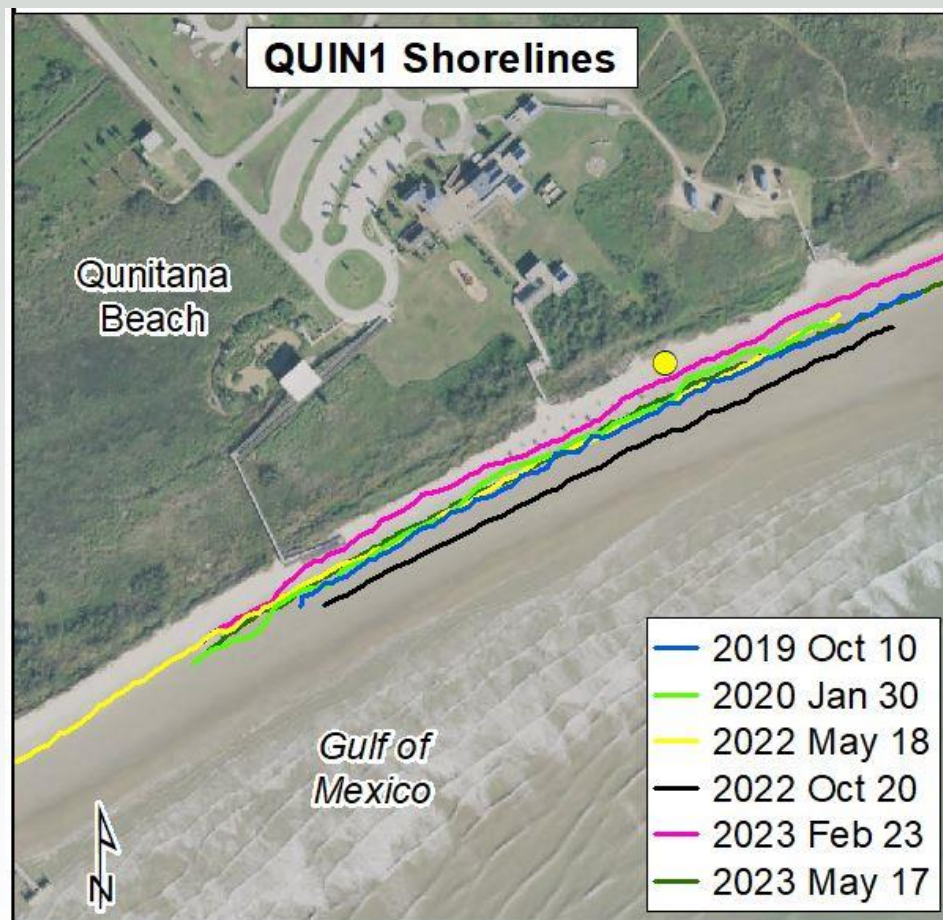 QUIN1 Shorelines
Qunitana
Beach
Gulf of
Mexico
N
2019 Oct 10
2020 Jan 30
2022 May 18
2022 Oct 20
2023 Feb 23
2023 May 17